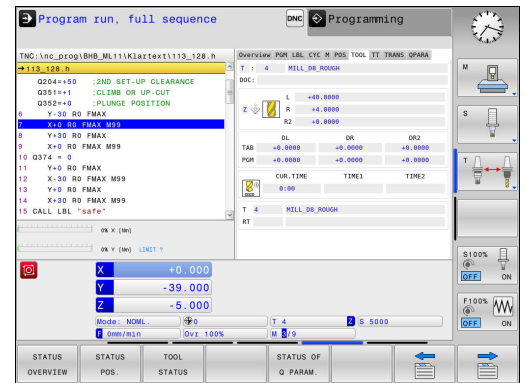 Program run, full sequence
DNC
Programming
TNC:\nc_prog\BHB_ML11\Klartext\113_128.h
→113_128.h
Q204=+50 ;2ND SET-UP CLEARANCE
Q351=+1 ;CLIMB OR UP-CUT
Q352=+0 ;PLUNGE POSITION
6 Y-30 R0 FMAX
7 X+0 R0 FMAX M99
8 Y+30 R0 FMAX
9 X+0 R0 FMAX M99
10 Q374 = 0
11 Y+0 R0 FMAX
12 X-30 R0 FMAX M99
13 Y+0 R0 FMAX
14 X+30 R0 FMAX M99
15 CALL LBL "safe"
0% X [Nm]
0% Y [Nm] LIMIT 1
Overview PGM LBL CYC M POS TOOL TT TRANS QPARA
T : 4 MILL_D8_ROUGH
DOC:
Z
L +40.0000
R +4.0000
R2 +0.0000
DL DR DR2
TAB +0.0000 +0.0000 +0.0000
PGM +0.0000 +0.0000 +0.0000
CUR.TIME TIME1 TIME2
0:00
T 4 MILL_D8_ROUGH
RT
X +0.000
Y -39.000
Z -5.000
Mode: NOML. 0 T 4 Z S 5000
F 0mm/min Ovr 100% M 5/9
M
S
T
S100%
OFF ON
F100%
OFF ON
STATUS OVERVIEW
STATUS POS.
TOOL STATUS
STATUS OF Q PARAM.